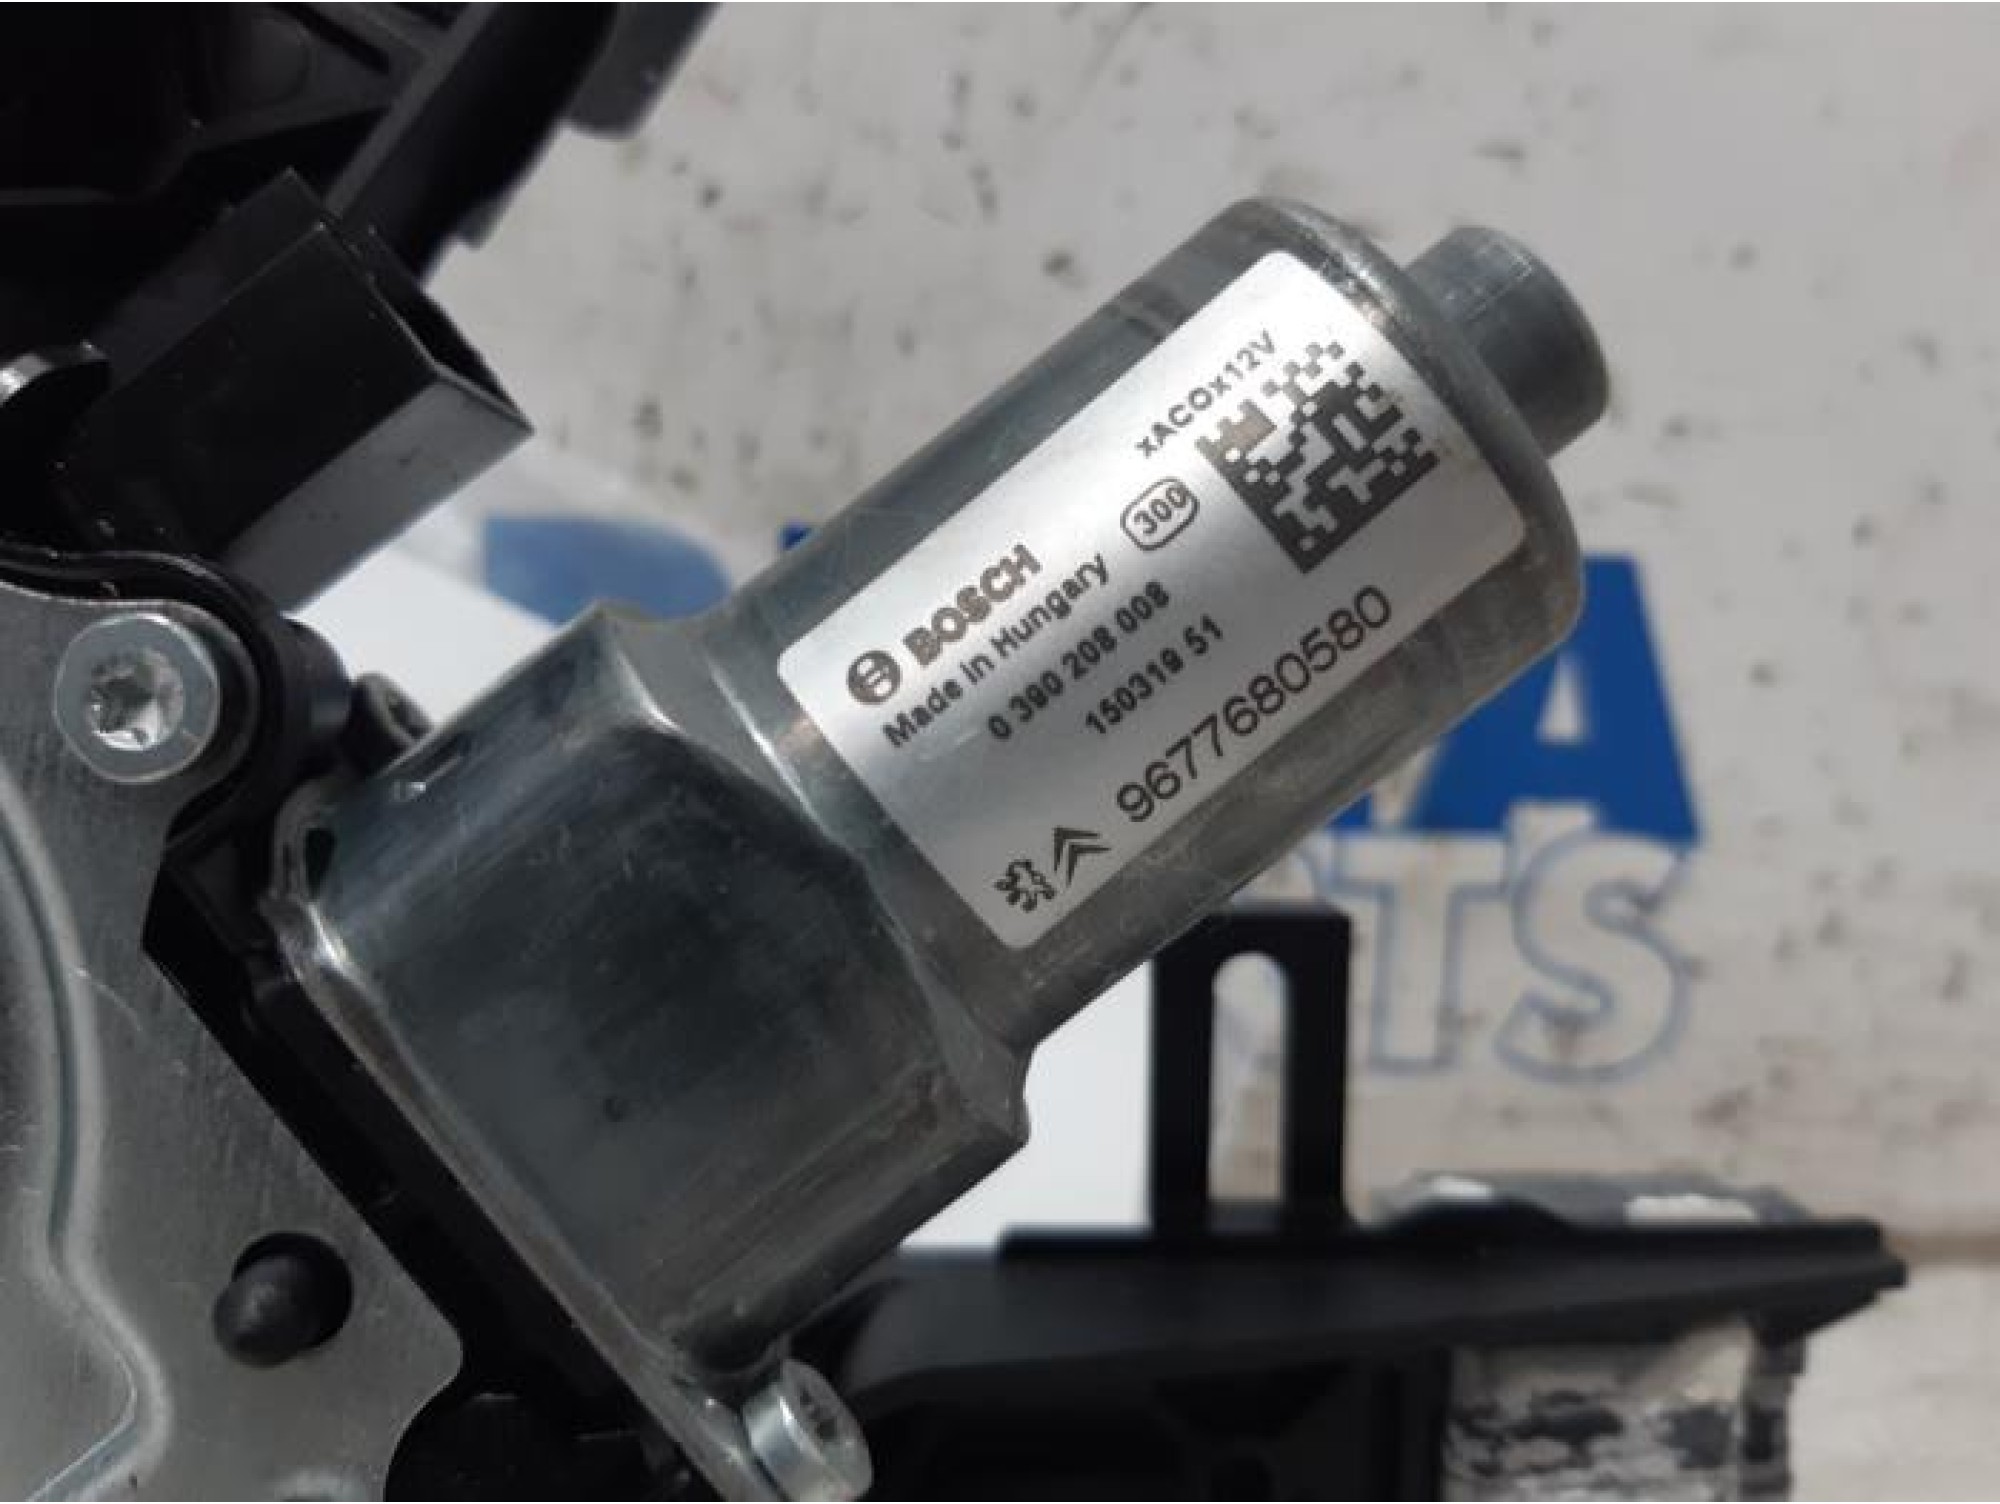 xACOx12V
BOSCH
Made in Hungary 300
0 390 208 008
150319 51
9677680580